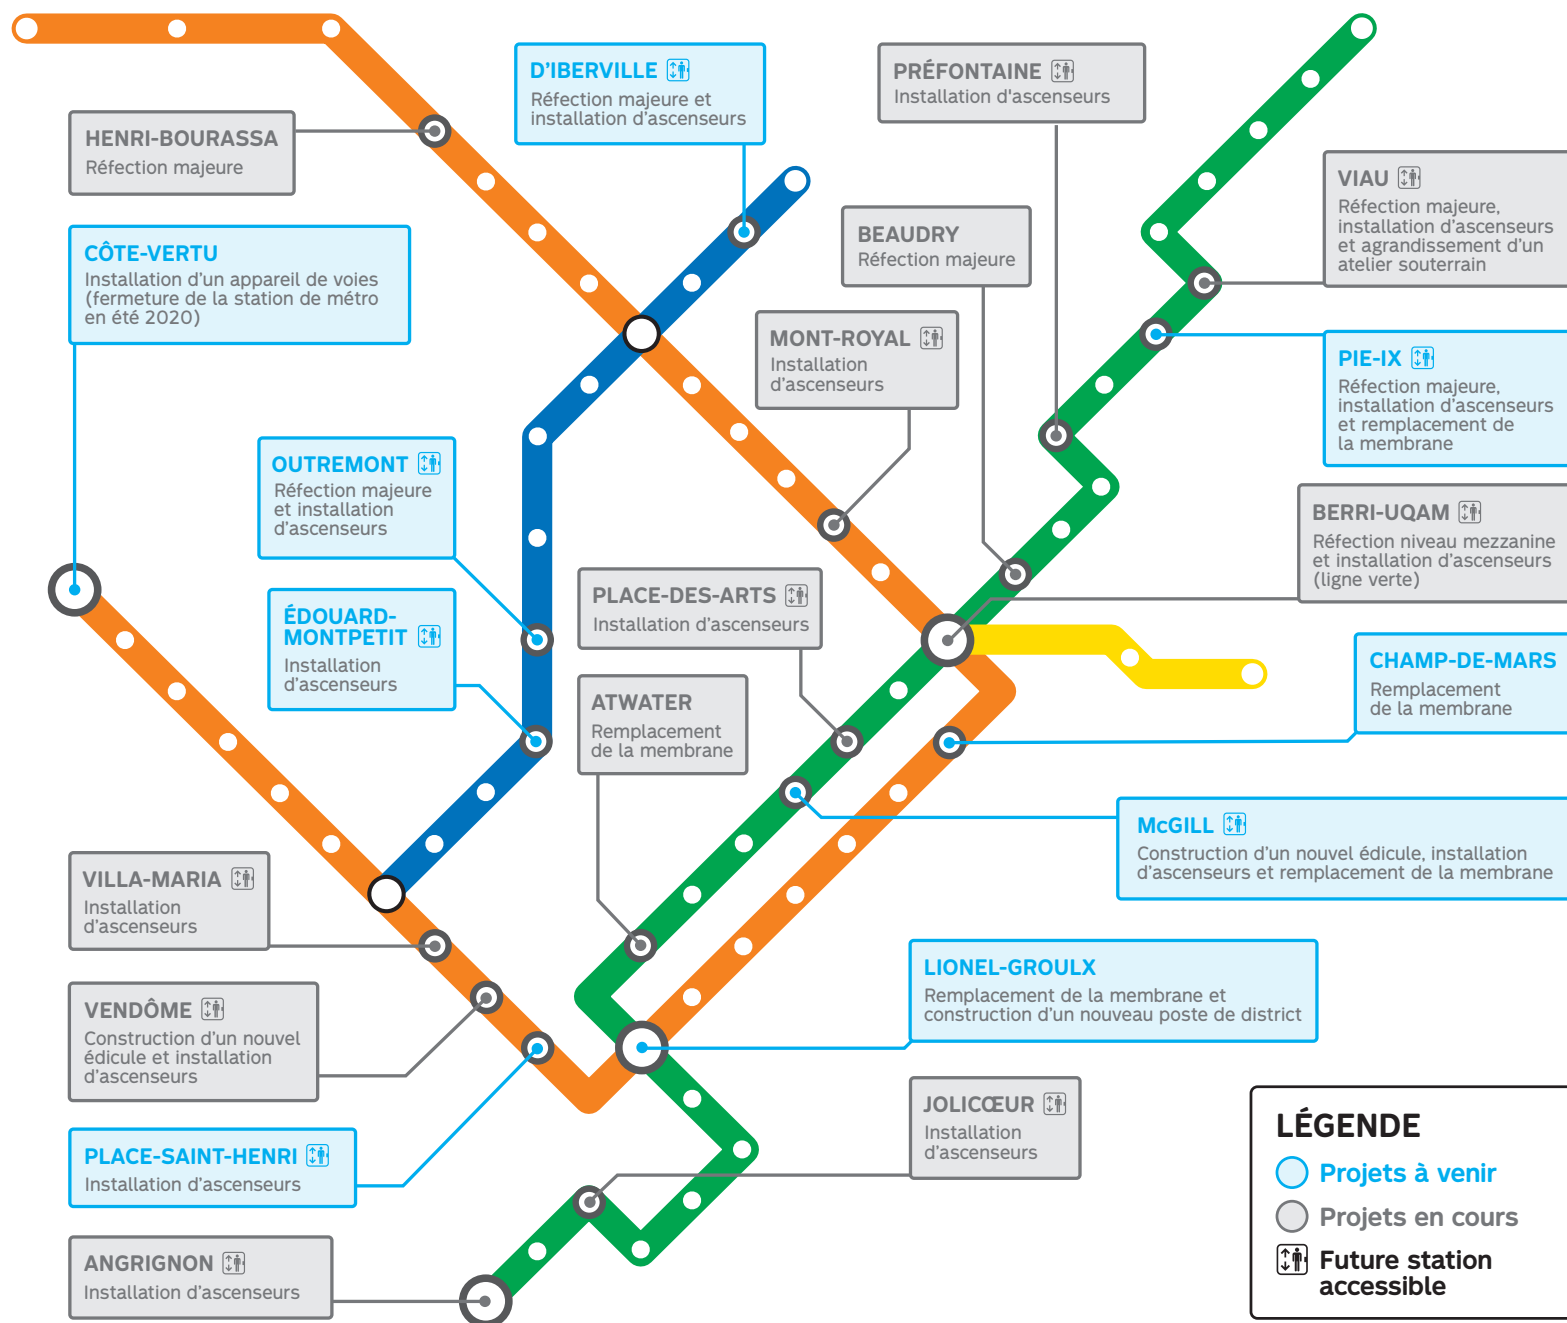 HENRI-BOURASSA
Réfection majeure
D'IBERVILLE
Réfection majeure et
installation d'ascenseurs
PRÉFONTAINE
Installation d'ascenseurs
VIAU
Réfection majeure,
installation d'ascenseurs
et agrandissement d'un
atelier souterrain
CÔTE-VERTU
Installation d'un appareil de voies
(fermeture de la station de métro
en été 2020)
BEAUDRY
Réfection majeure
MONT-ROYAL
Installation
d'ascenseurs
PIE-IX
Réfection majeure,
installation d'ascenseurs
et remplacement de
la membrane
OUTREMONT
Réfection majeure
et installation
d'ascenseurs
BERRI-UQAM
Réfection niveau mezzanine
et installation d'ascenseurs
(ligne verte)
ÉDOUARD-
MONTPETIT
Installation
d'ascenseurs
PLACE-DES-ARTS
Installation d'ascenseurs
CHAMP-DE-MARS
Remplacement
de la membrane
ATWATER
Remplacement
de la membrane
McGILL
Construction d'un nouvel édicule, installation
d'ascenseurs et remplacement de la membrane
VILLA-MARIA
Installation
d'ascenseurs
LIONEL-GROULX
Remplacement de la membrane et
construction d'un nouveau poste de district
VENDÔME
Construction d'un nouvel
édicule et installation
d'ascenseurs
JOLICŒUR
Installation
d'ascenseurs
PLACE-SAINT-HENRI
Installation d'ascenseurs
ANGRIGNON
Installation d'ascenseurs
LÉGENDE
Projets à venir
Projets en cours
Future station
accessible